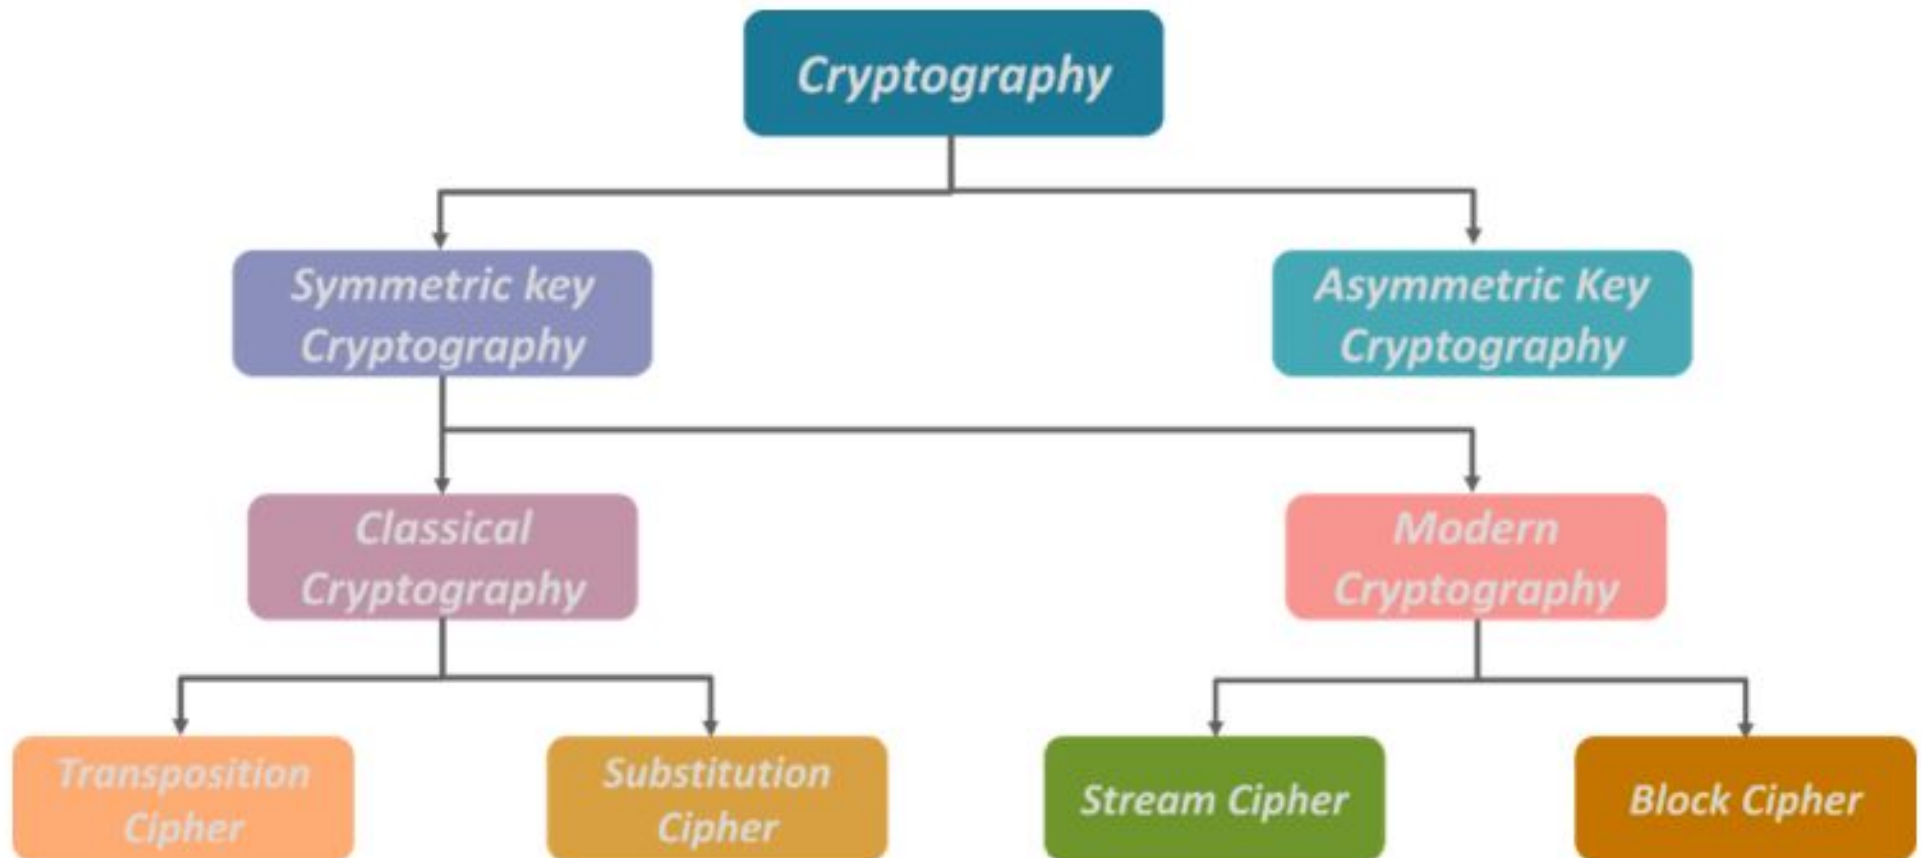 Cryptography
Symmetric key
Cryptography
Asymmetric Key
Cryptography
Classical
Cryptography
Modern
Cryptography
Transposition
Cipher
Substitution
Cipher
Stream Cipher
Block Cipher